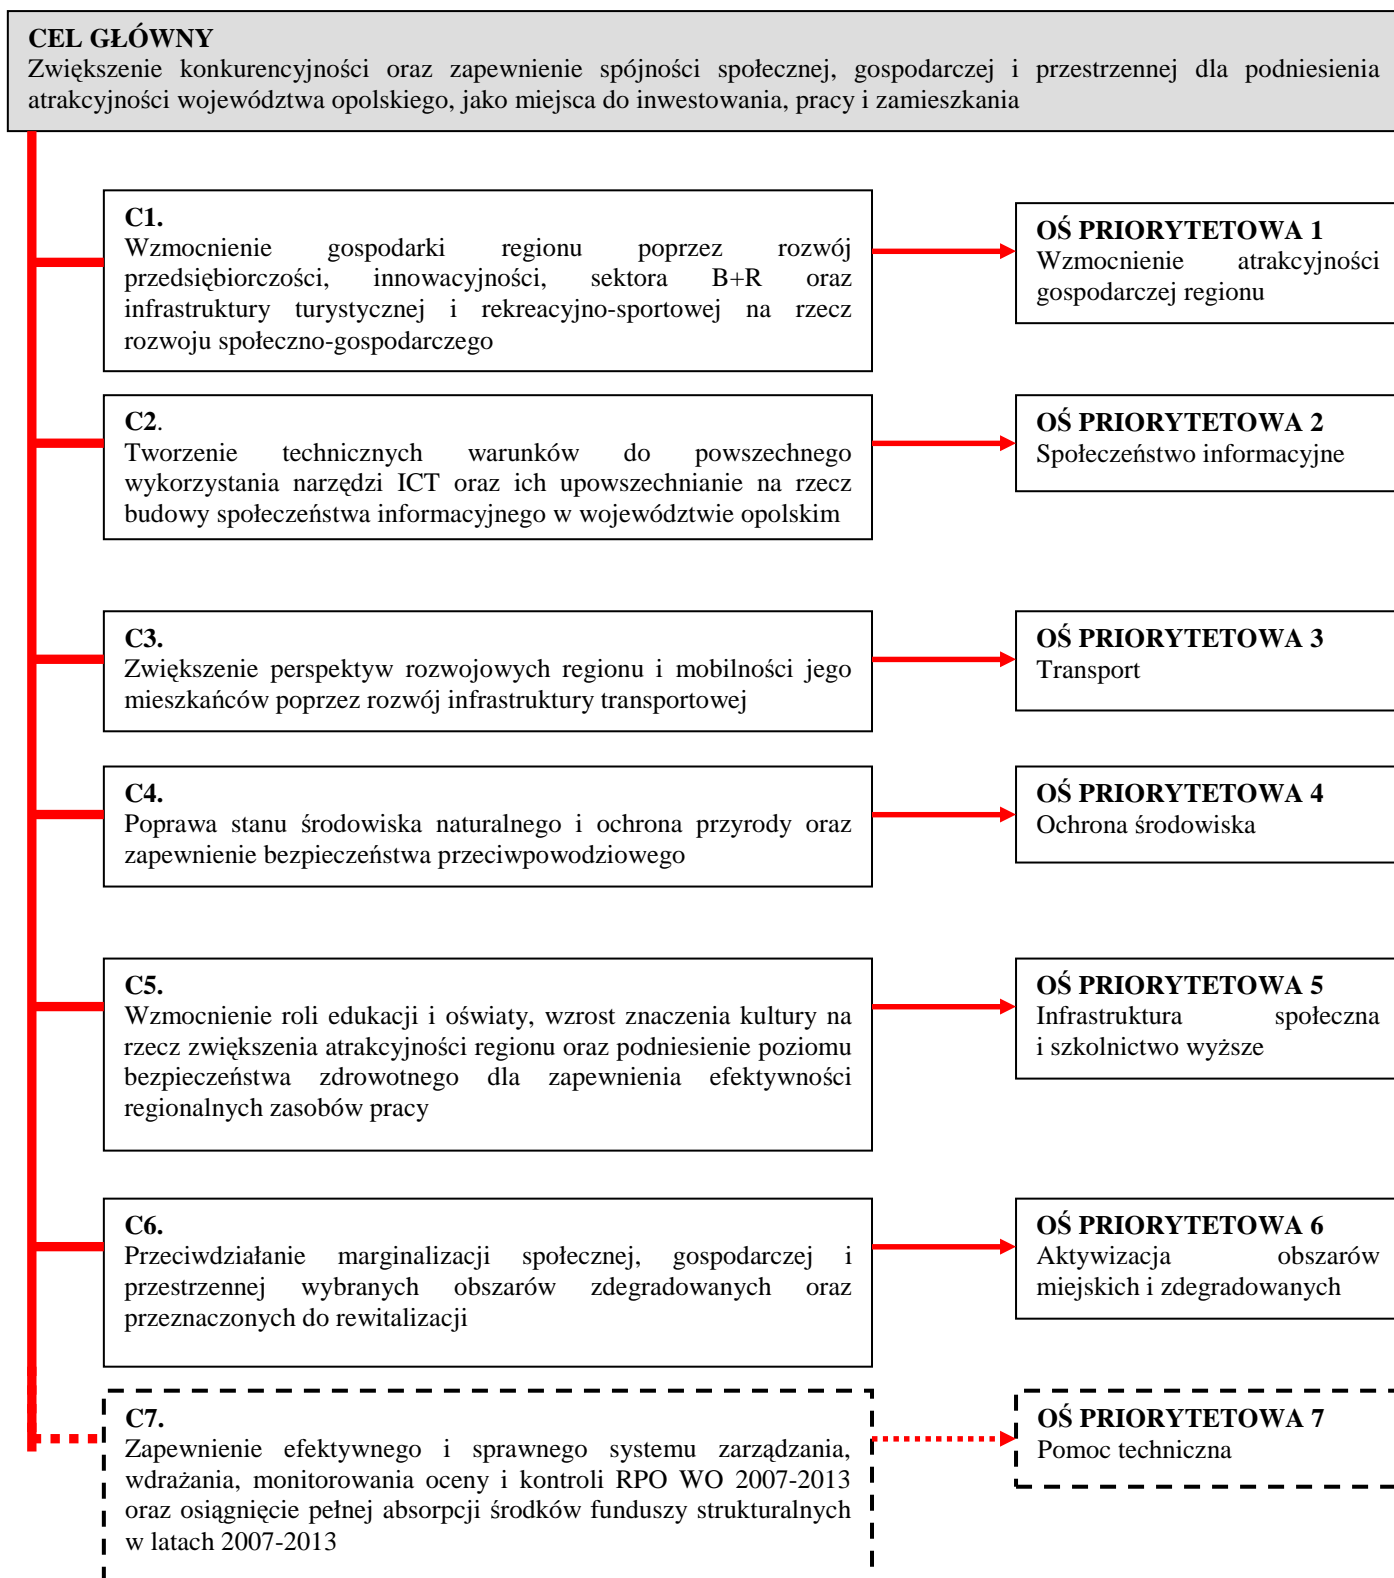 CEL GŁÓWNY
Zwiększenie konkurencyjności oraz zapewnienie spójności społecznej, gospodarczej i przestrzennej dla podniesienia
atrakcyjności województwa opolskiego, jako miejsca do inwestowania, pracy i zamieszkania
C1.
Wzmocnienie gospodarki regionu poprzez rozwój
przedsiębiorczości, innowacyjności, sektora B+R oraz
infrastruktury turystycznej i rekreacyjno-sportowej na rzecz
rozwoju społeczno-gospodarczego
OŚ PRIORYTETOWA 1
Wzmocnienie atrakcyjności
gospodarczej regionu
C2.
Tworzenie technicznych warunków do powszechnego
wykorzystania narzędzi ICT oraz ich upowszechnianie na rzecz
budowy społeczeństwa informacyjnego w województwie opolskim
OŚ PRIORYTETOWA 2
Społeczeństwo informacyjne
C3.
Zwiększenie perspektyw rozwojowych regionu i mobilności jego
mieszkańców poprzez rozwój infrastruktury transportowej
OŚ PRIORYTETOWA 3
Transport
C4.
Poprawa stanu środowiska naturalnego i ochrona przyrody oraz
zapewnienie bezpieczeństwa przeciwpowodziowego
OŚ PRIORYTETOWA 4
Ochrona środowiska
C5.
Wzmocnienie roli edukacji i oświaty, wzrost znaczenia kultury na
rzecz zwiększenia atrakcyjności regionu oraz podniesienie poziomu
bezpieczeństwa zdrowotnego dla zapewnienia efektywności
regionalnych zasobów pracy
OŚ PRIORYTETOWA 5
Infrastruktura społeczna
i szkolnictwo wyższe
C6.
Przeciwdziałanie marginalizacji społecznej, gospodarczej i
przestrzennej wybranych obszarów zdegradowanych oraz
przeznaczonych do rewitalizacji
OŚ PRIORYTETOWA 6
Aktywizacja obszarów
miejskich i zdegradowanych
C7.
Zapewnienie efektywnego i sprawnego systemu zarządzania,
wdrażania, monitorowania oceny i kontroli RPO WO 2007-2013
oraz osiągnięcie pełnej absorpcji środków funduszy strukturalnych
w latach 2007-2013
OŚ PRIORYTETOWA 7
Pomoc techniczna